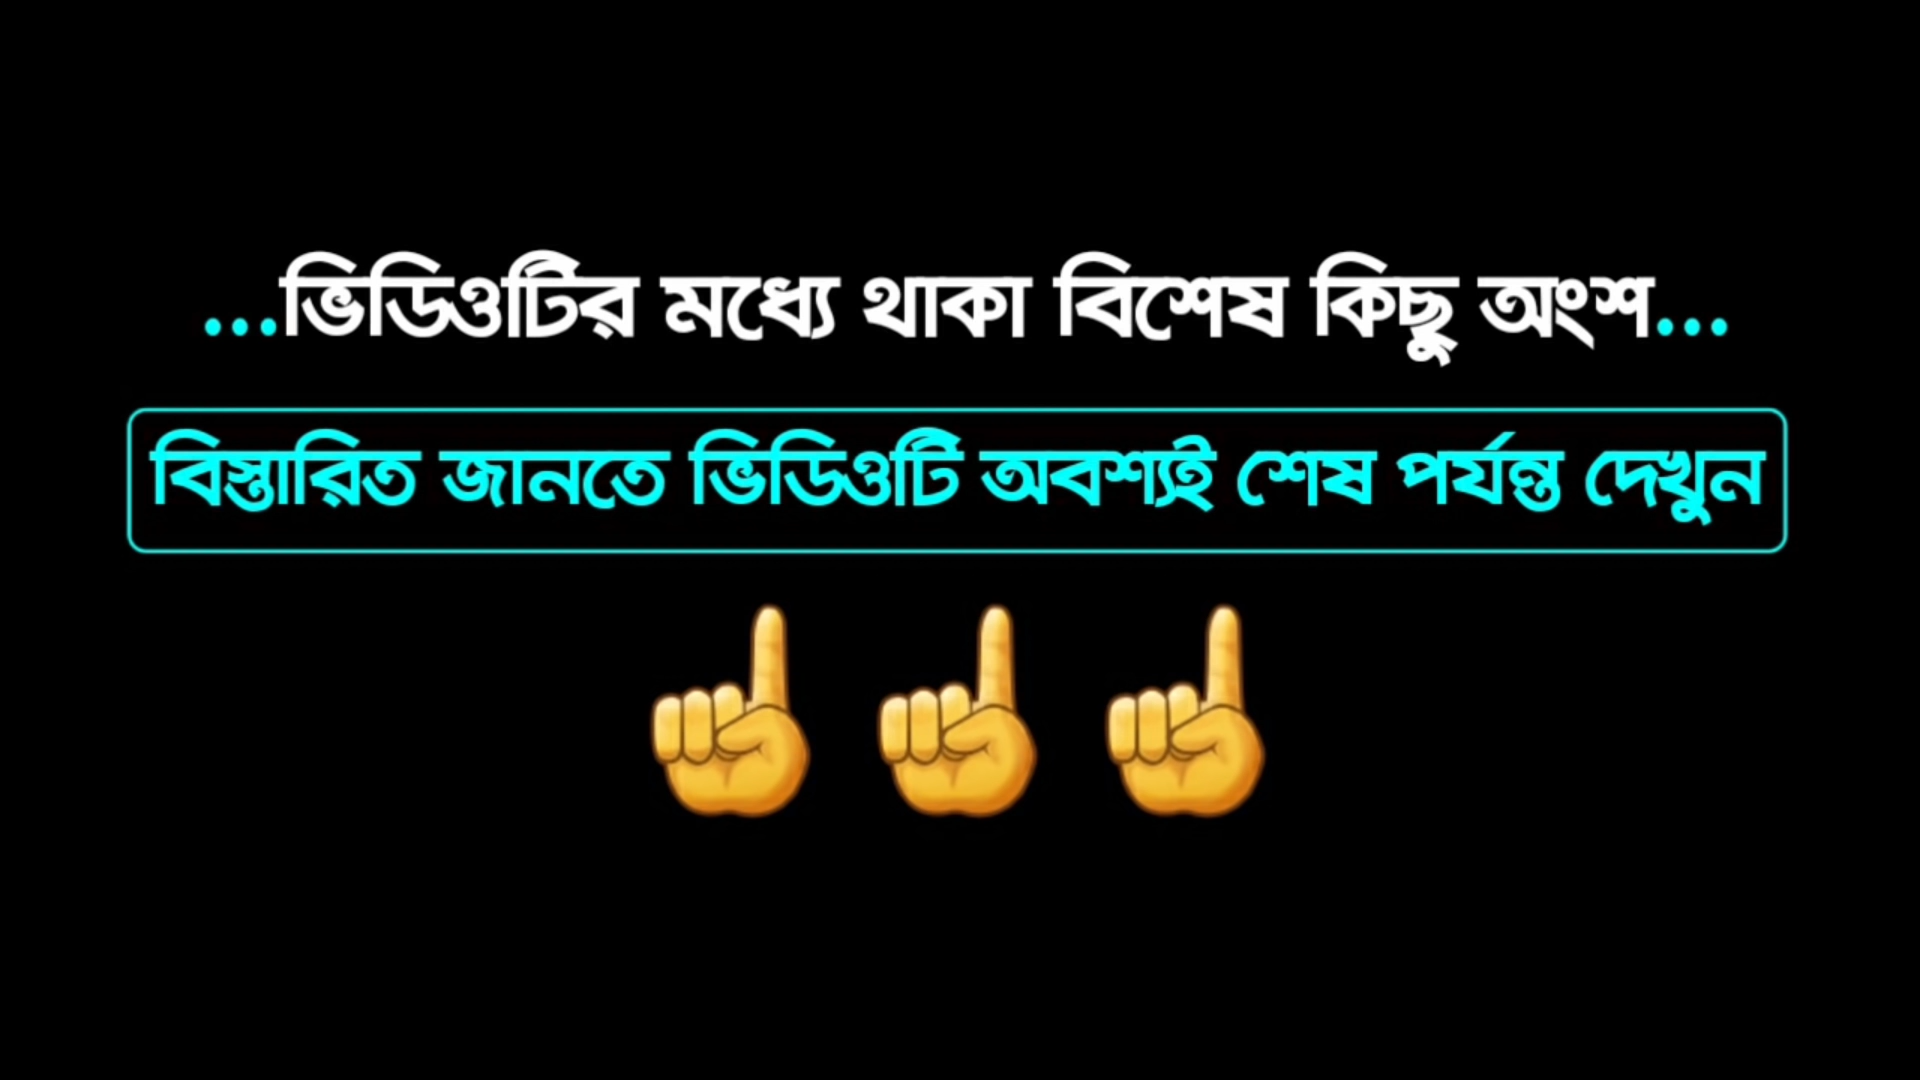 ...ভিডিওটির মধ্যে থাকা বিশেষ কিছু অংশ...
বিস্তারিত জানতে ভিডিওটি অবশ্যই শেষ পর্যন্ত দেখুন